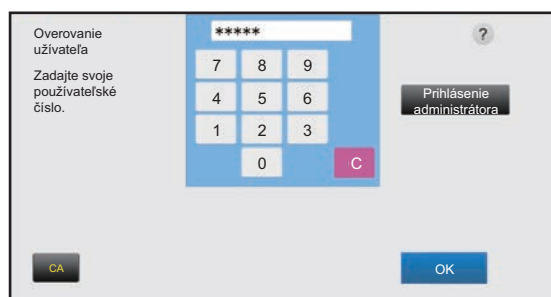 Overovanie
užívateľa
Zadajte svoje
používateľské
číslo.
*****
7 8 9
4 5 6
1 2 3
0 C
?
Prihlásenie
administrátora
CA
OK